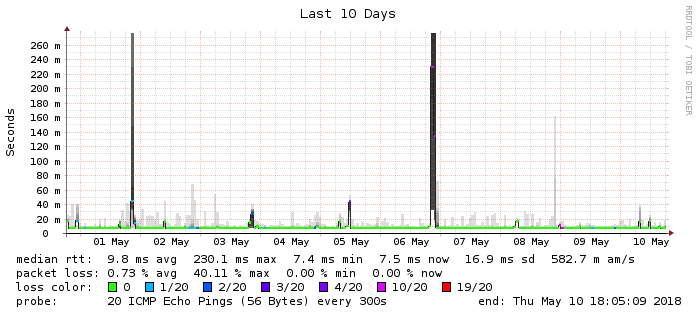 Last 10 Days
RRDTOOL / TOBI OETIKER
Seconds
260 m
240 m
220 m
200 m
180 m
160 m
140 m
120 m
100 m
80 m
60 m
40 m
20 m
0
01 May 02 May 03 May 04 May 05 May 06 May 07 May 08 May 09 May 10 May
median rtt: 9.8 ms avg 230.1 ms max 7.4 ms min 7.5 ms now 16.9 ms sd 582.7 m am/s
packet loss: 0.73 % avg 40.11 % max 0.00 % min 0.00 % now
loss color: 0 1/20 2/20 3/20 4/20 10/20 19/20
probe: 20 ICMP Echo Pings (56 Bytes) every 300s end: Thu May 10 18:05:09 2018